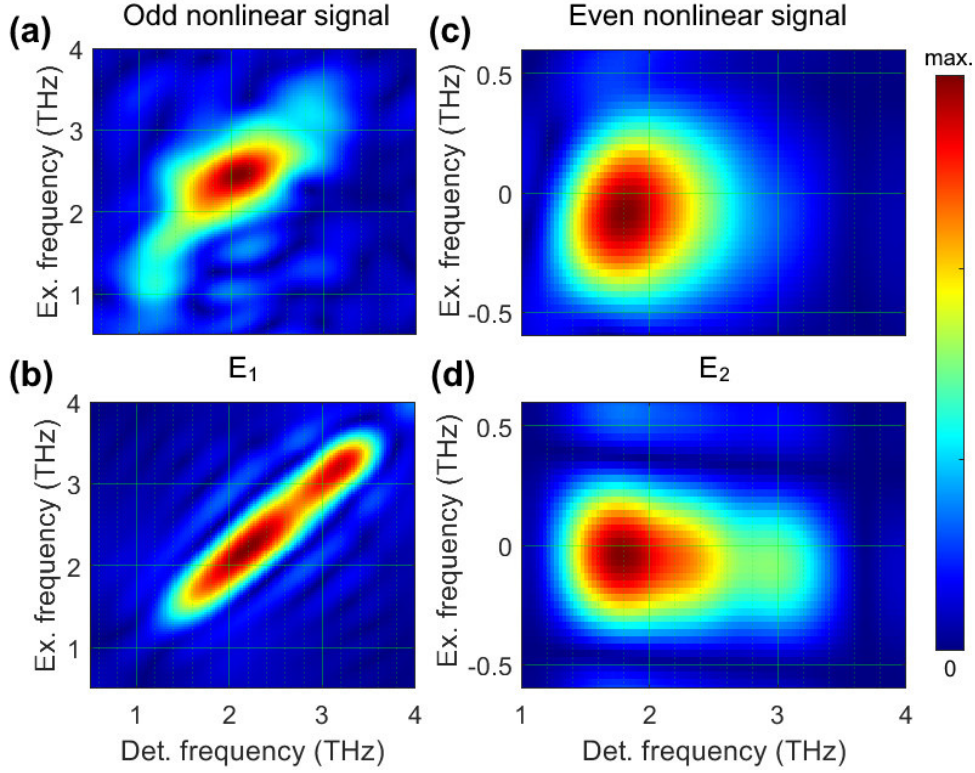 Odd nonlinear signal
Even nonlinear signal
(a)
(c)
4
3
2
1
Ex. frequency (THz)
0.5
0
-0.5
Ex. frequency (THz)
max.
0
(b)
E₁
(d)
E₂
4
3
2
1
Ex. frequency (THz)
1 2 3 4
Det. frequency (THz)
0.5
0
-0.5
Ex. frequency (THz)
1 2 3 4
Det. frequency (THz)